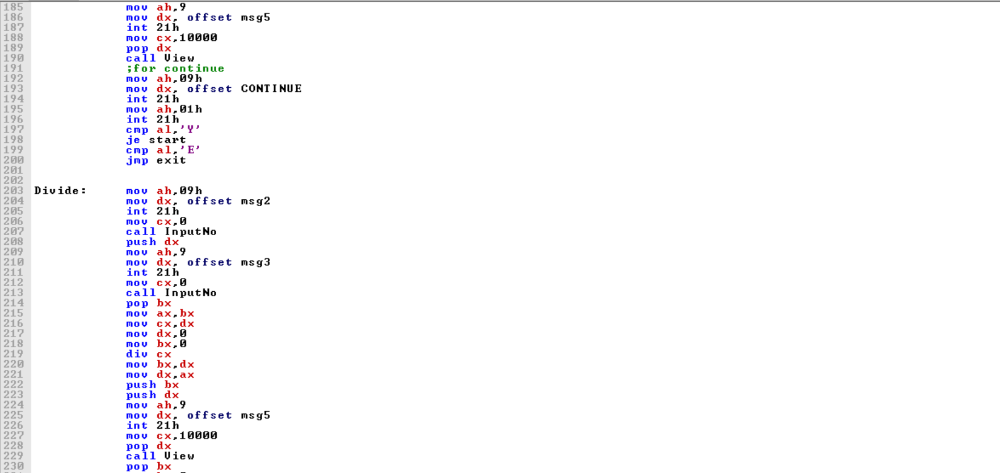 185 mov ah,9
186 mov dx, offset msg5
187 int 21h
188 mov cx,10000
189 pop dx
190 call View
191 ;for continue
192 mov ah,09h
193 mov dx, offset CONTINUE
194 int 21h
195 mov ah,01h
196 int 21h
197 cmp al,'Y'
198 je start
199 cmp al,'E'
200 jmp exit
201
202
203 Divide: mov ah,09h
204 mov dx, offset msg2
205 int 21h
206 mov cx,0
207 call InputNo
208 push dx
209 mov ah,9
210 mov dx, offset msg3
211 int 21h
212 mov cx,0
213 call InputNo
214 pop bx
215 mov ax,bx
216 mov cx,dx
217 mov dx,0
218 mov bx,0
219 div cx
220 mov bx,dx
221 mov dx,ax
222 push bx
223 push dx
224 mov ah,9
225 mov dx, offset msg5
226 int 21h
227 mov cx,10000
228 pop dx
229 call View
230 pop bx